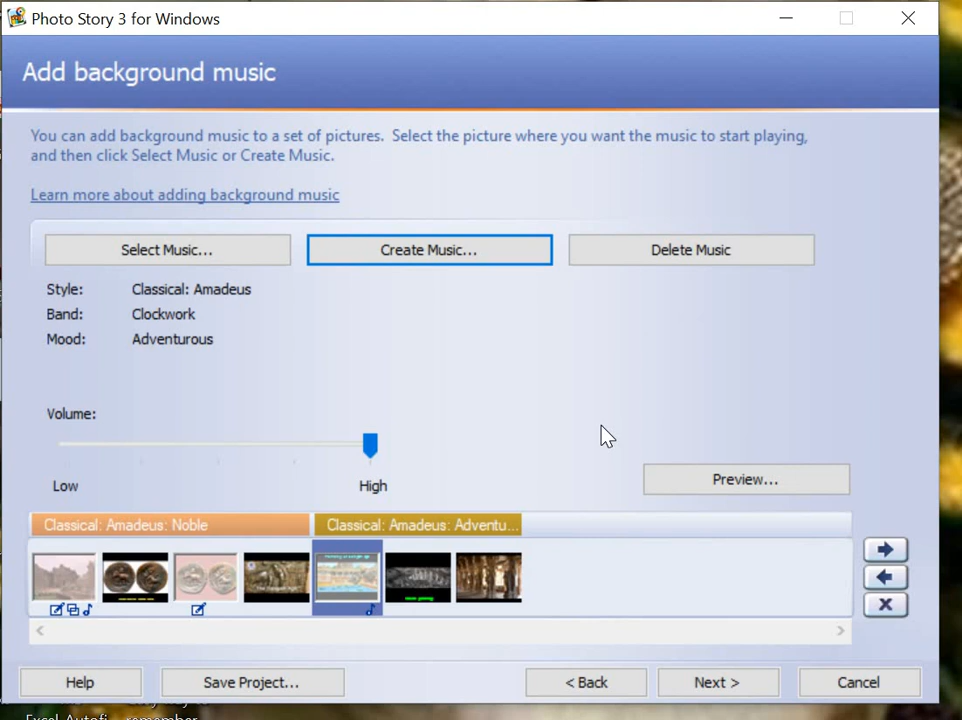 Photo Story 3 for Windows
Add background music
You can add background music to a set of pictures. Select the picture where you want the music to start playing,
and then click Select Music or Create Music.
Learn more about adding background music
Select Music... Create Music... Delete Music
Style: Classical: Amadeus
Band: Clockwork
Mood: Adventurous
Volume:
Low High
Preview...
Classical: Amadeus: Noble Classical: Amadeus: Adventu...
Help Save Project... < Back Next > Cancel
remember